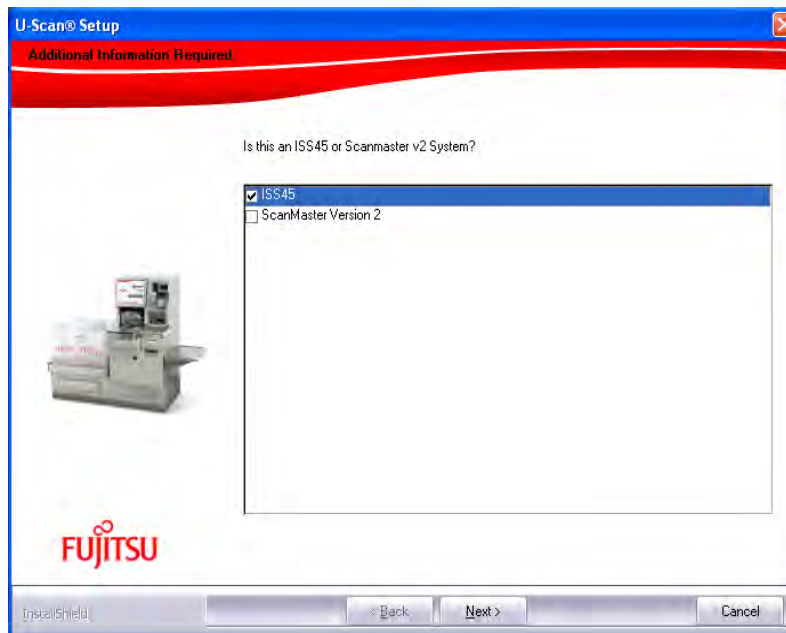 U-Scan® Setup
Additional Information Required
Is this an ISS45 or Scanmaster v2 System?
ISS45
ScanMaster Version 2
FUJITSU
InstallShield
< Back
Next >
Cancel